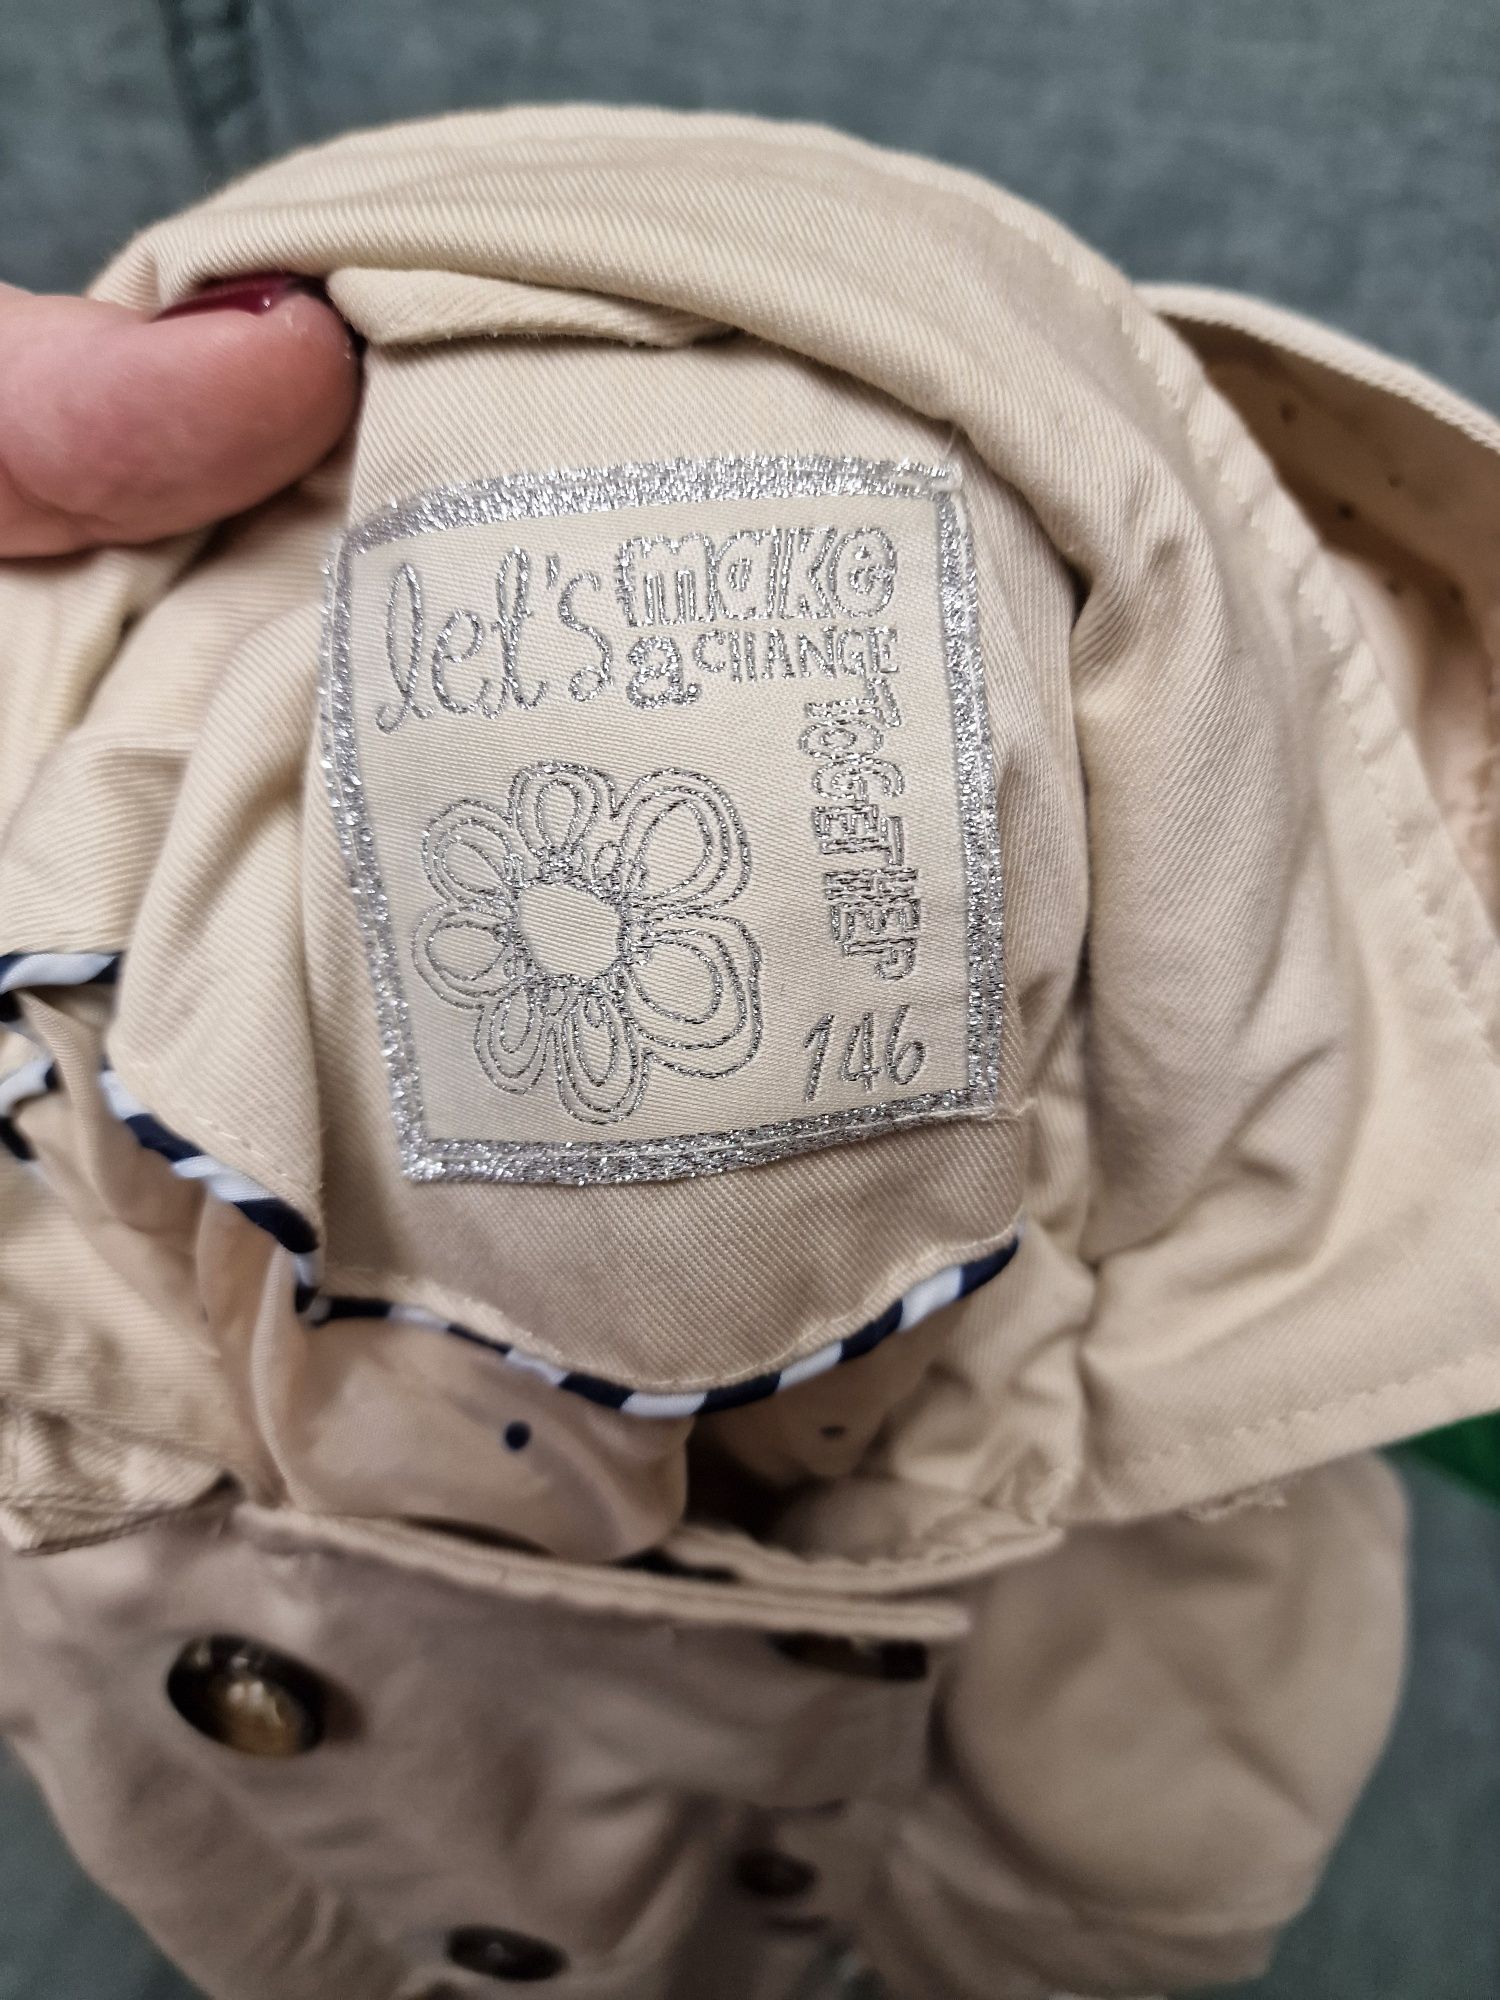 let's make
a CHANGE
TOGETHER
146